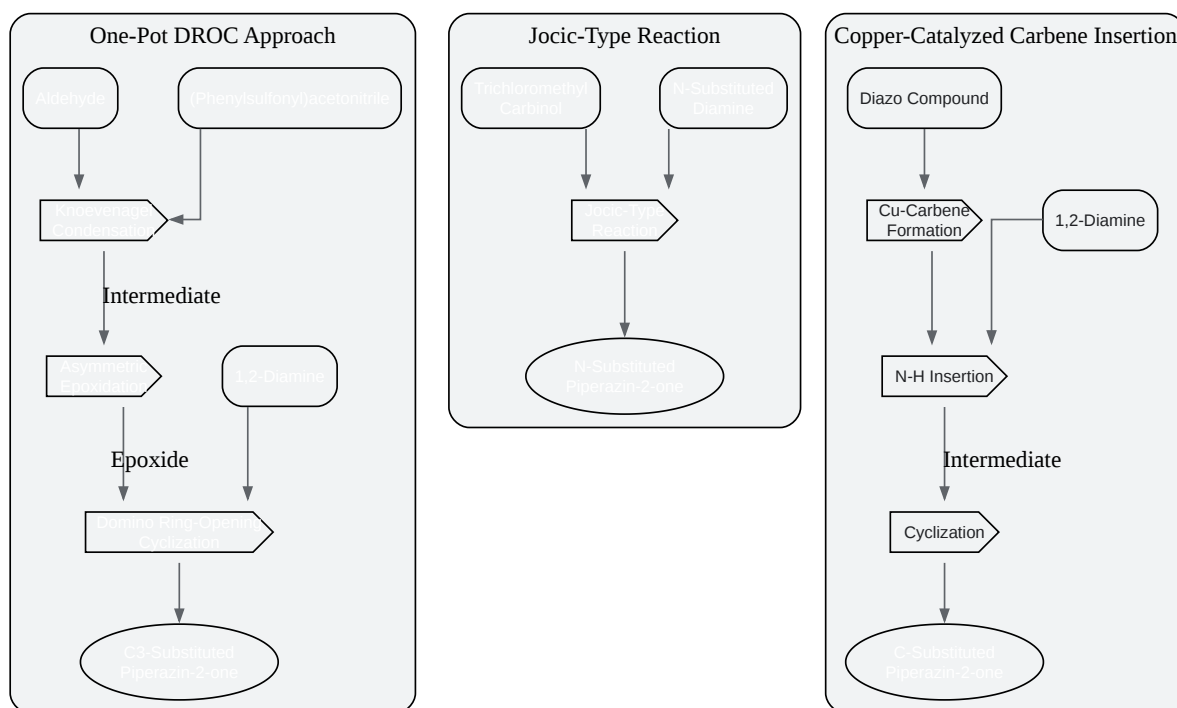 One-Pot DROC Approach
Aldehyde
(Phenylsulfonyl)acetonitrile
Knoevenagel
Condensation
Intermediate
Asymmetric
Epoxidation
1,2-Diamine
Epoxide
Domino Ring-Opening
Cyclization
C3-Substituted
Piperazin-2-one
Jocic-Type Reaction
Trichloromethyl
Carbinol
N-Substituted
Diamine
Jocic-Type
Reaction
N-Substituted
Piperazin-2-one
Copper-Catalyzed Carbene Insertion
Diazo Compound
Cu-Carbene
Formation
1,2-Diamine
N-H Insertion
Intermediate
Cyclization
C-Substituted
Piperazin-2-one